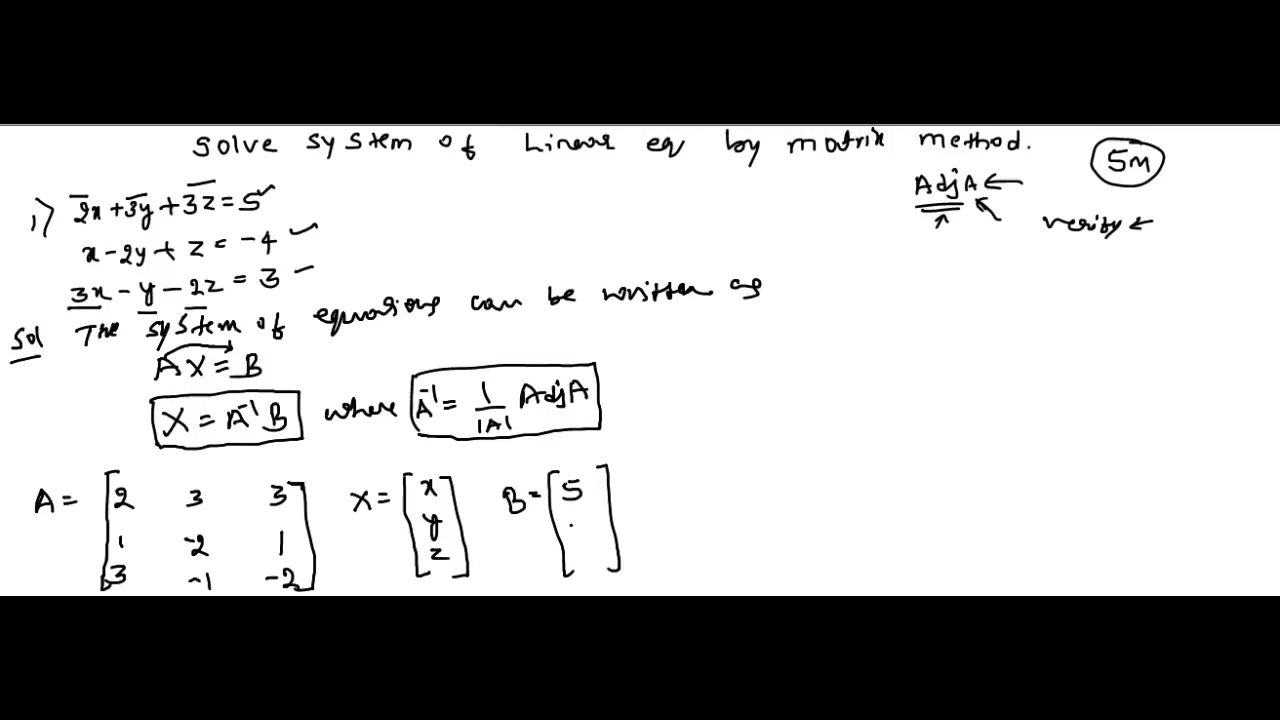 Solve system of Linear eq by matrix method.
5m
AdjA ←
verity ←
1) 2x+3y+3z=5
x-2y+z=-4
3x-y-2z=3
Sol The system of equations can be written as
AX=B
X=A⁻¹B where A⁻¹=1/|A| AdjA
A= [2 3 3 X= [x B= [5
1 -2 1 y .
3 -1 -2] z] ]